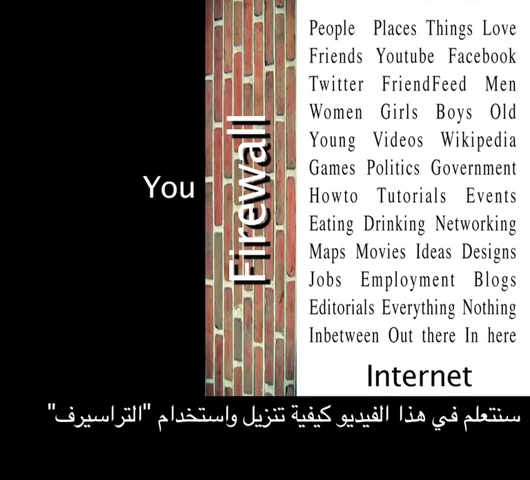 People Places Things Love
Friends Youtube Facebook
Twitter FriendFeed Men
Women Girls Boys Old
Young Videos Wikipedia
Games Politics Government
Howto Tutorials Events
Eating Drinking Networking
Maps Movies Ideas Designs
Jobs Employment Blogs
Editorials Everything Nothing
Inbetween Out there In here
You
Firewall
Internet
سنتعلم في هذا الفيديو كيفية تنزيل واستخدام "التراسيرف"